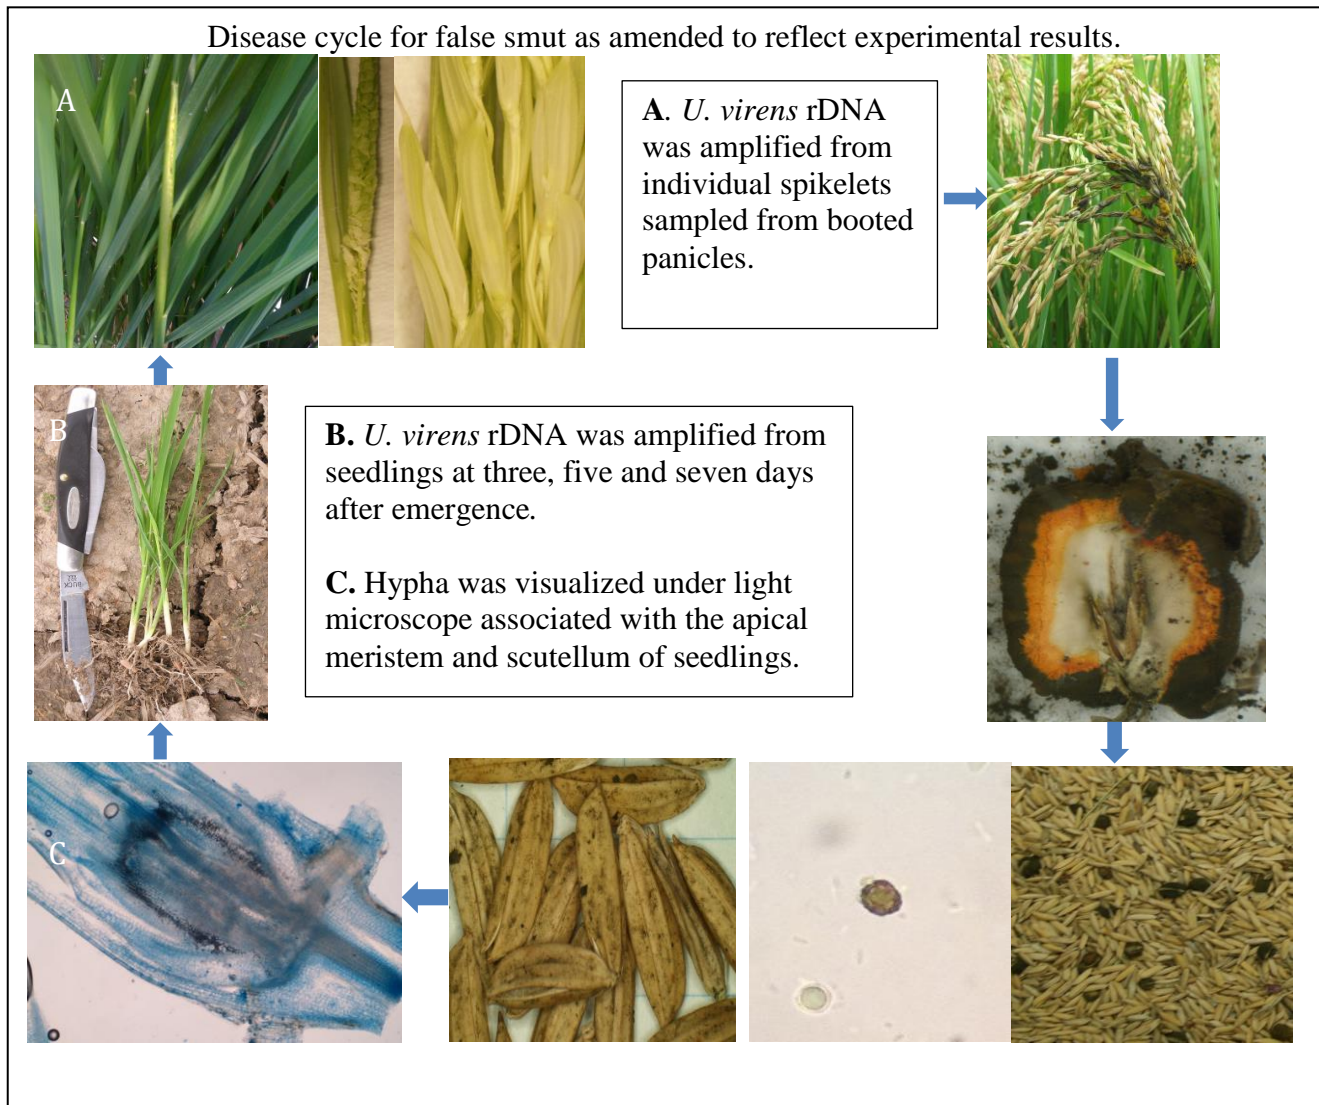 Disease cycle for false smut as amended to reflect experimental results.
A
A. U. virens rDNA
was amplified from
individual spikelets
sampled from booted
panicles.
B
BUCK
B. U. virens rDNA was amplified from
seedlings at three, five and seven days
after emergence.
C. Hypha was visualized under light
microscope associated with the apical
meristem and scutellum of seedlings.
C